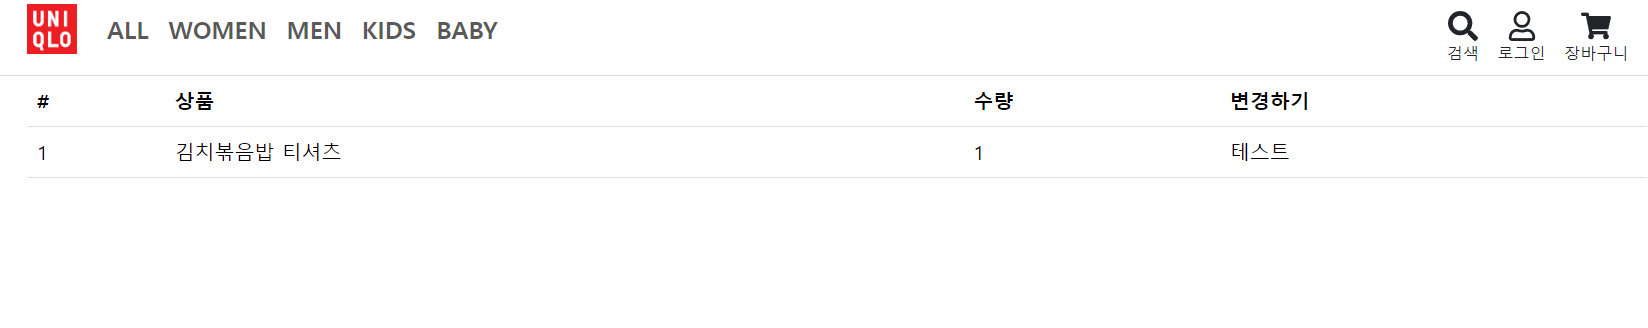 UNI
QLO
ALL WOMEN MEN KIDS BABY
검색 로그인 장바구니
# 상품 수량 변경하기
1 김치볶음밥 티셔츠 1 테스트